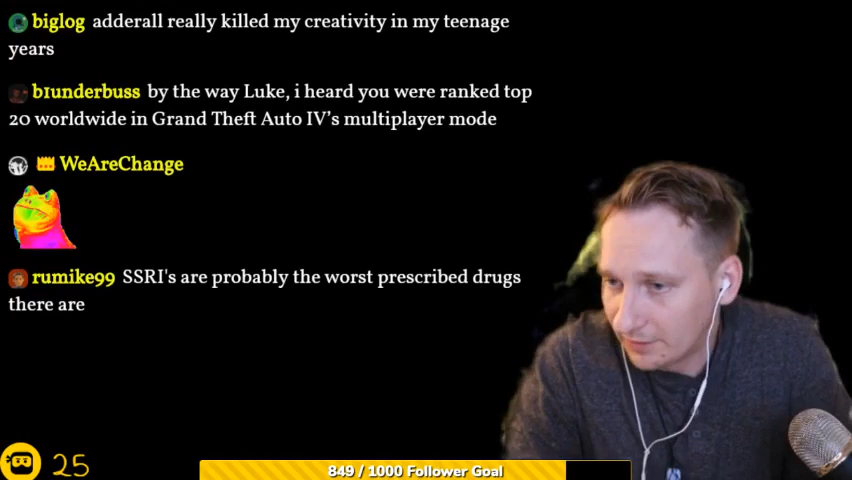 biglog adderall really killed my creativity in my teenage
years
b1underbuss by the way Luke, i heard you were ranked top
20 worldwide in Grand Theft Auto IV’s multiplayer mode
WeAreChange
rumike99 SSRI's are probably the worst prescribed drugs
there are
25
849 / 1000 Follower Goal